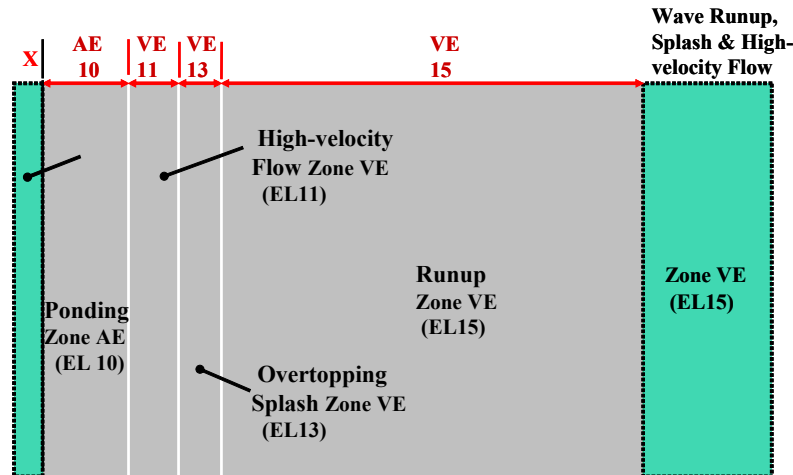 Wave Runup,
Splash & High-
velocity Flow
X
AE
10
VE
11
VE
13
VE
15
High-velocity
Flow Zone VE
(EL11)
Runup
Zone VE
(EL15)
Zone VE
(EL15)
Ponding
Zone AE
(EL 10)
Overtopping
Splash Zone VE
(EL13)